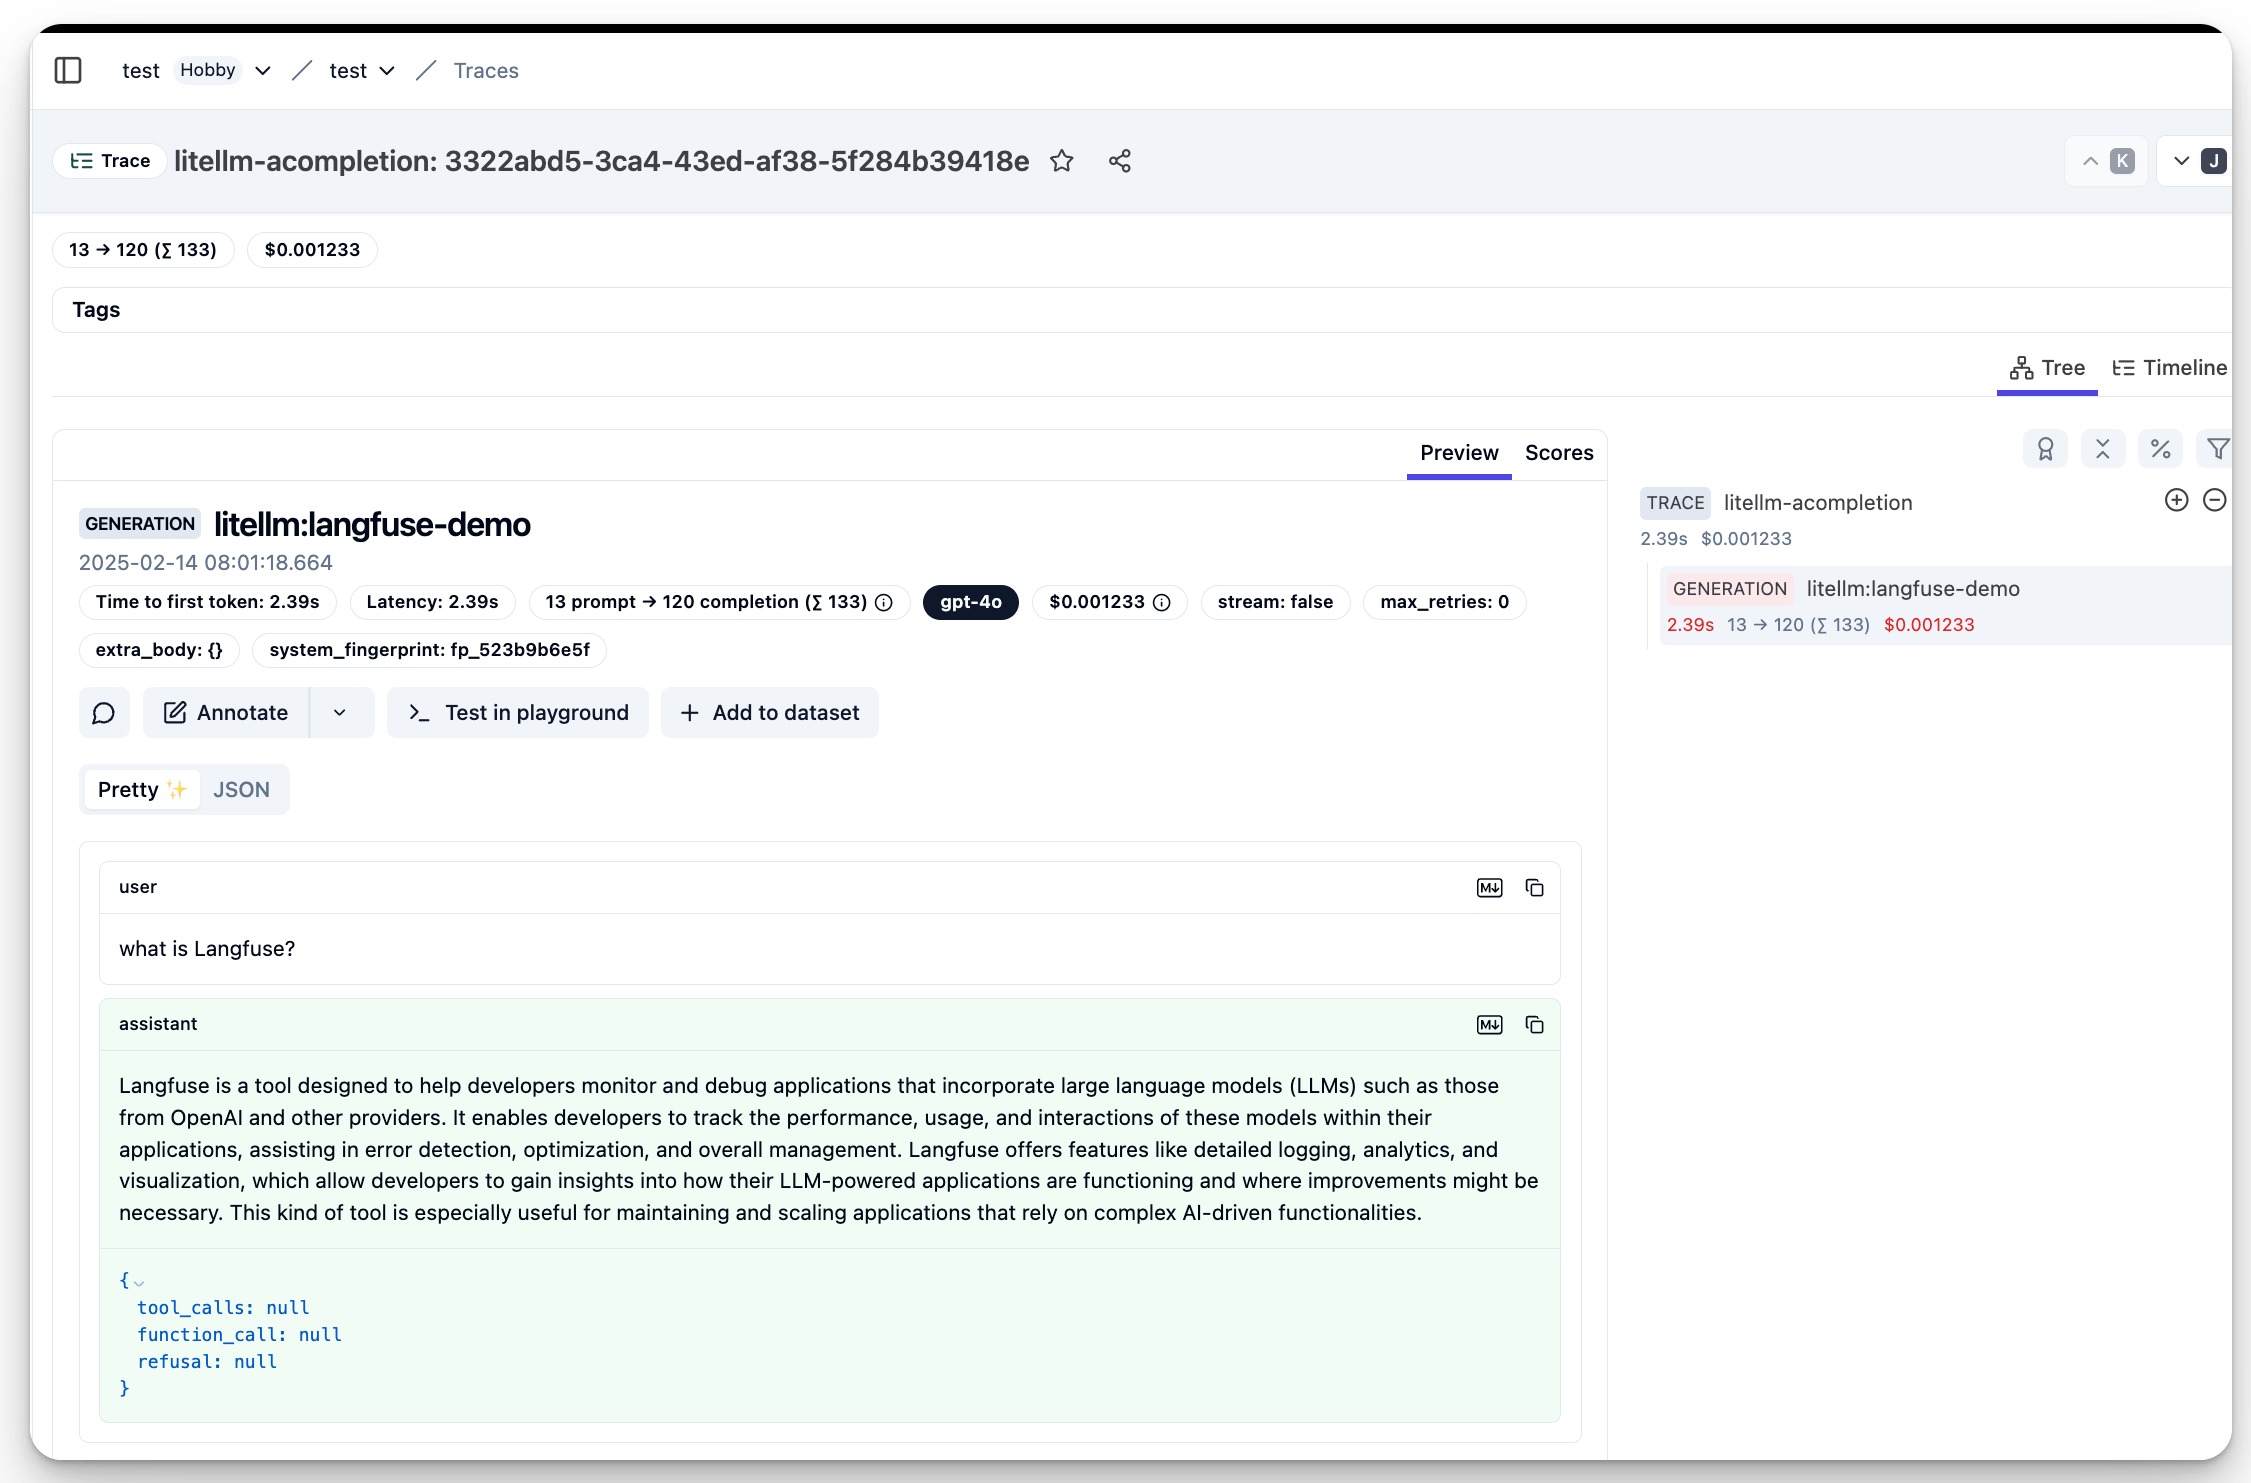 test Hobby / test / Traces
Trace litellm-acompletion: 3322abd5-3ca4-43ed-af38-5f284b39418e
K J
13 → 120 (∑ 133) $0.001233
Tags
Tree Timeline
Preview Scores
GENERATION litellm:langfuse-demo
2025-02-14 08:01:18.664
Time to first token: 2.39s Latency: 2.39s 13 prompt → 120 completion (∑ 133) gpt-4o $0.001233 stream: false max_retries: 0
extra_body: {} system_fingerprint: fp_523b9b6e5f
Annotate Test in playground + Add to dataset
Pretty ✨ JSON
user M↓
what is Langfuse?
assistant M↓
Langfuse is a tool designed to help developers monitor and debug applications that incorporate large language models (LLMs) such as those
from OpenAI and other providers. It enables developers to track the performance, usage, and interactions of these models within their
applications, assisting in error detection, optimization, and overall management. Langfuse offers features like detailed logging, analytics, and
visualization, which allow developers to gain insights into how their LLM-powered applications are functioning and where improvements might be
necessary. This kind of tool is especially useful for maintaining and scaling applications that rely on complex AI-driven functionalities.
{
tool_calls: null
function_call: null
refusal: null
}
TRACE litellm-acompletion
2.39s $0.001233
GENERATION litellm:langfuse-demo
2.39s 13 → 120 (∑ 133) $0.001233